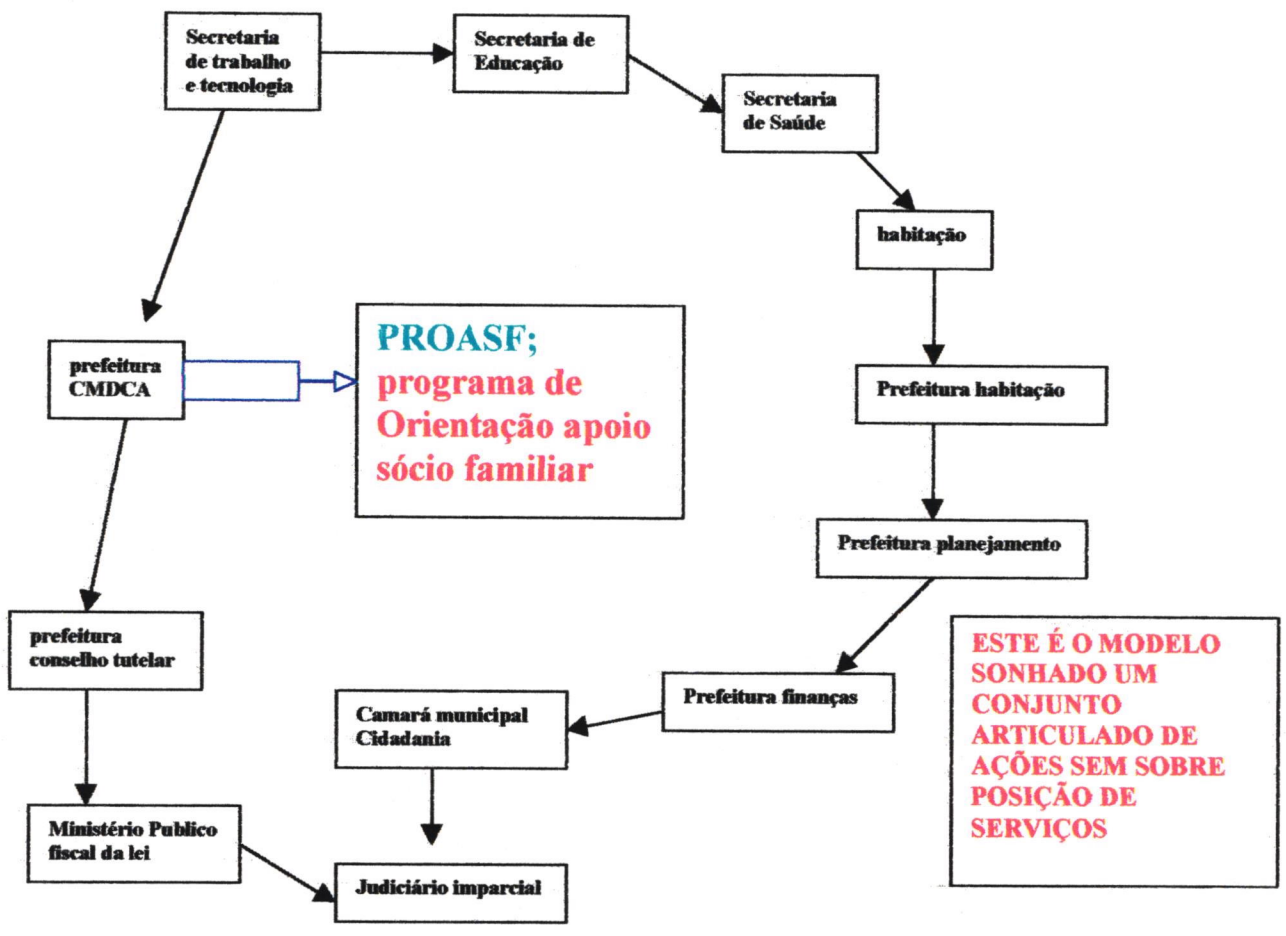 Secretaria
de trabalho
e tecnologia
Secretaria de
Educação
Secretaria
de Saúde
habitação
prefeitura
CMDCA
PROASF;
programa de
Orientação apoio
sócio familiar
Prefeitura habitação
Prefeitura planejamento
prefeitura
conselho tutelar
Prefeitura finanças
Camará municipal
Cidadania
ESTE É O MODELO
SONHADO UM
CONJUNTO
ARTICULADO DE
AÇÕES SEM SOBRE
POSIÇÃO DE
SERVIÇOS
Ministério Publico
fiscal da lei
Judiciário imparcial